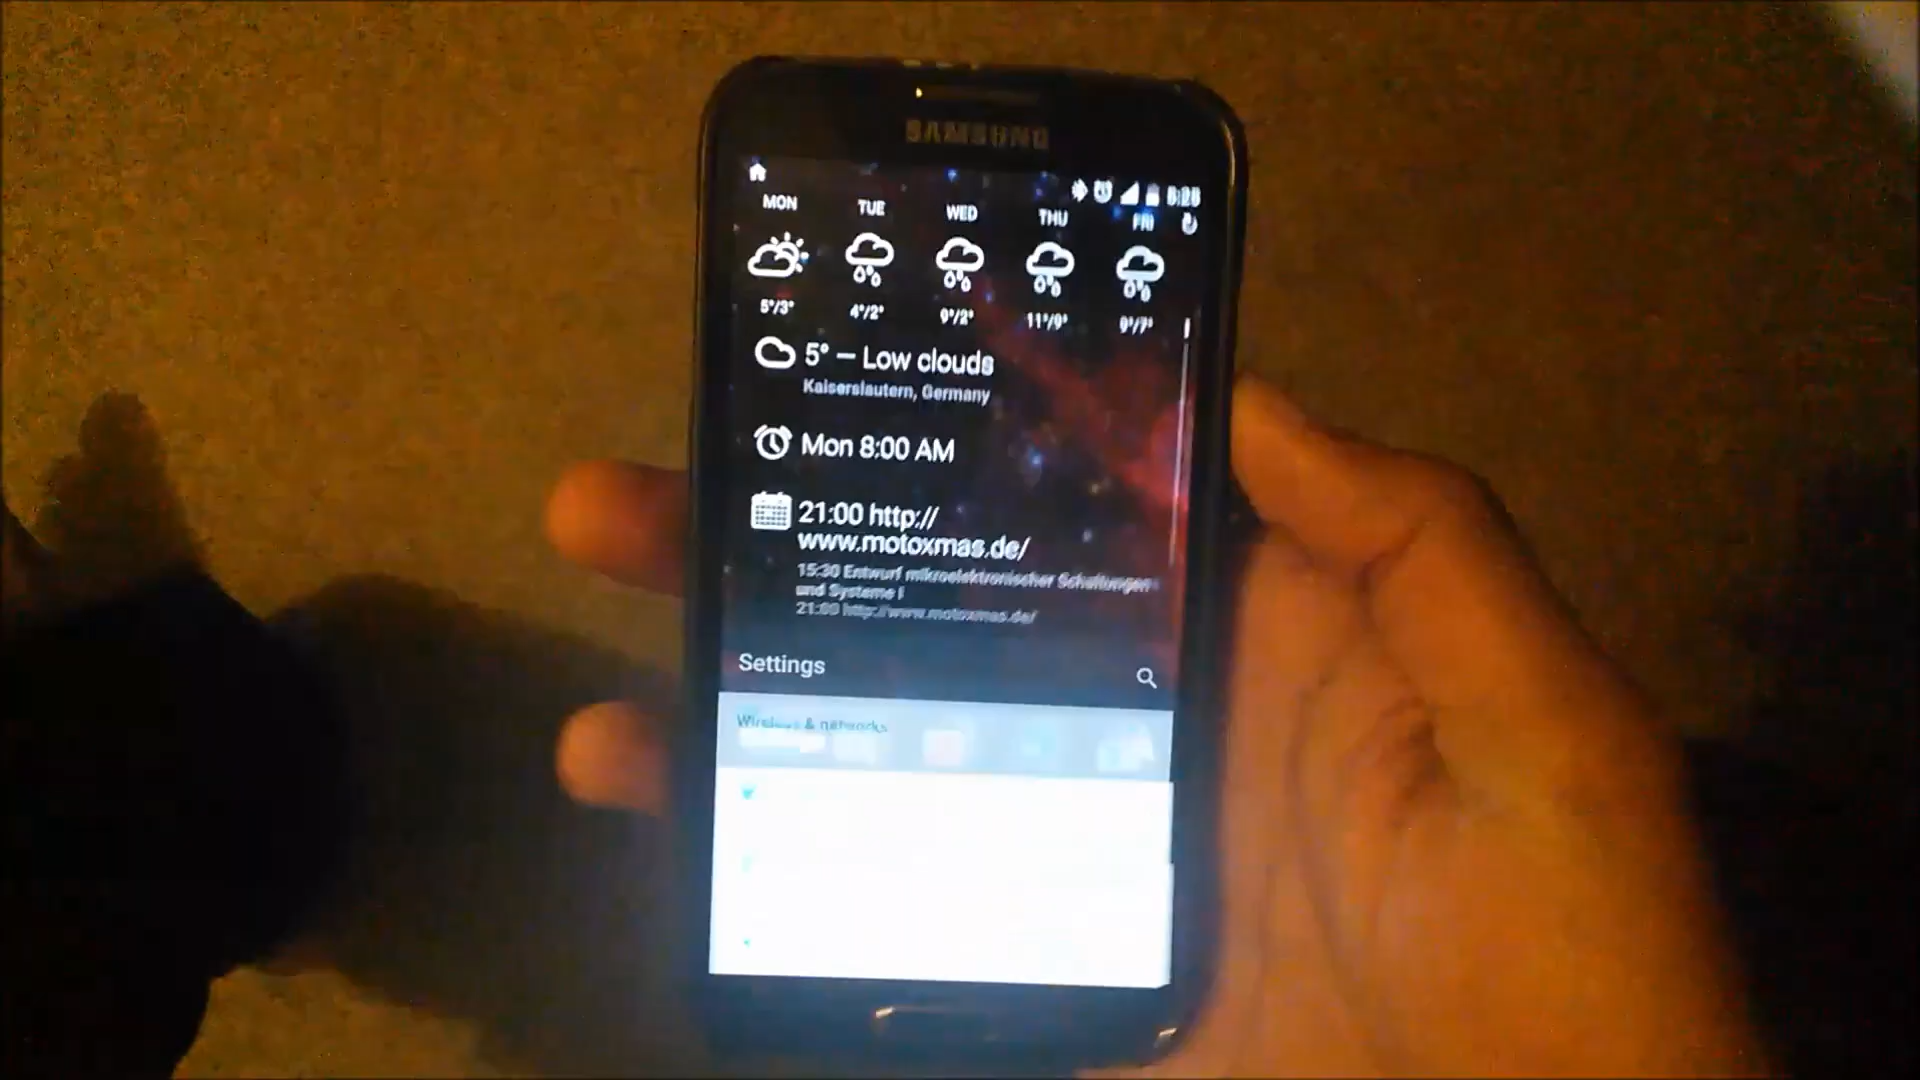 SAMSUNG
MON TUE WED THU FRI
5°/3° 4°/2° 9°/2° 11°/9° 9°/7°
5° — Low clouds
Kaiserslautern, Germany
Mon 8:00 AM
21:00 http://
www.motoxmas.de/
15:30 Entwurf mikroelektronischer Schaltungen
und Systeme I
21:00 http://www.motoxmas.de/
Settings
Wireless & networks